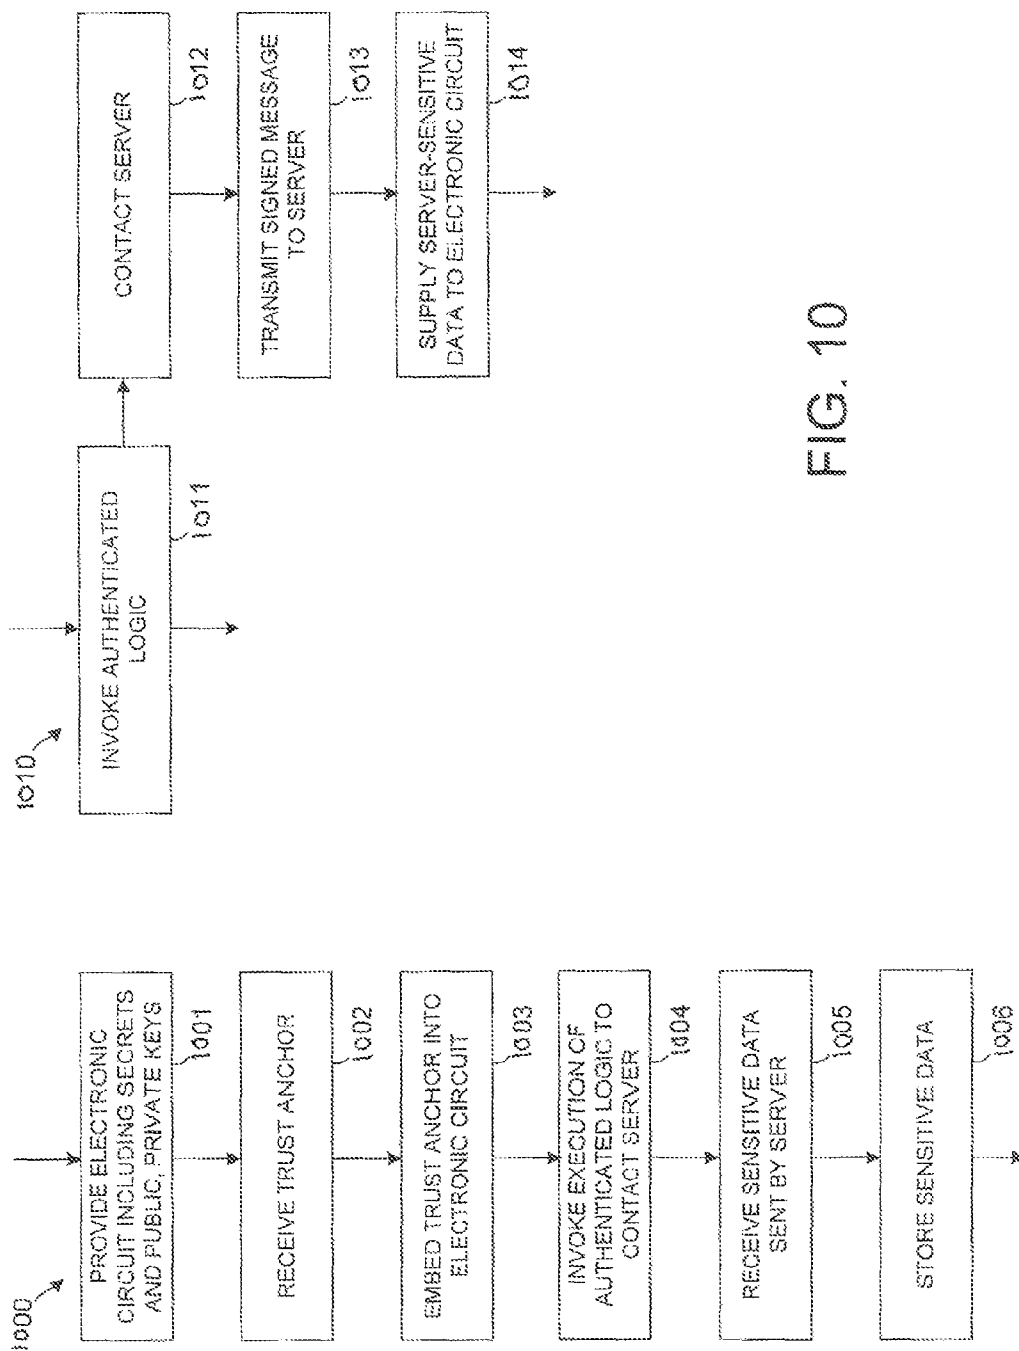 1000
PROVIDE ELECTRONIC
CIRCUIT INCLUDING SECRETS
AND PUBLIC, PRIVATE KEYS
1001
RECEIVE TRUST ANCHOR
1002
EMBED TRUST ANCHOR INTO
ELECTRONIC CIRCUIT
1003
INVOKE EXECUTION OF
AUTHENTICATED LOGIC TO
CONTACT SERVER
1004
RECEIVE SENSITIVE DATA
SENT BY SERVER
1005
STORE SENSITIVE DATA
1006
1010
INVOKE AUTHENTICATED
LOGIC
1011
CONTACT SERVER
1012
TRANSMIT SIGNED MESSAGE
TO SERVER
1013
SUPPLY SERVER-SENSITIVE
DATA TO ELECTRONIC CIRCUIT
1014
FIG. 10